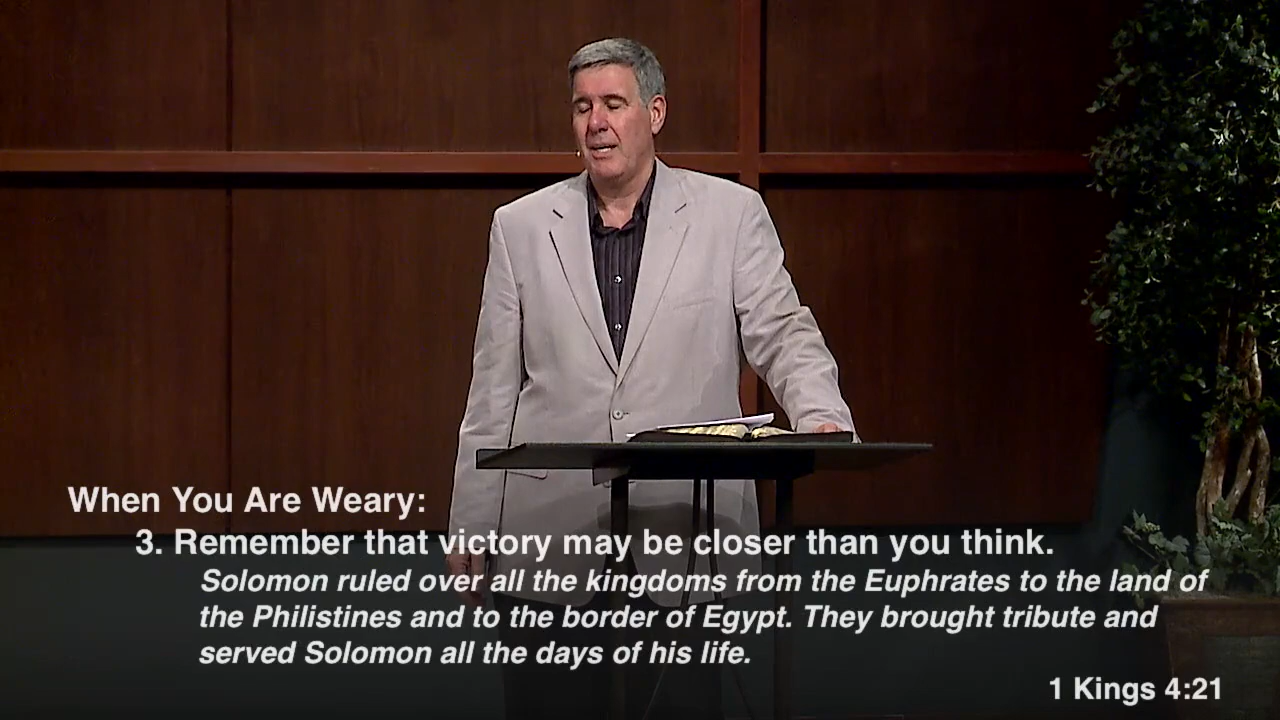 When You Are Weary:
3. Remember that victory may be closer than you think.
Solomon ruled over all the kingdoms from the Euphrates to the land of
the Philistines and to the border of Egypt. They brought tribute and
served Solomon all the days of his life.
1 Kings 4:21